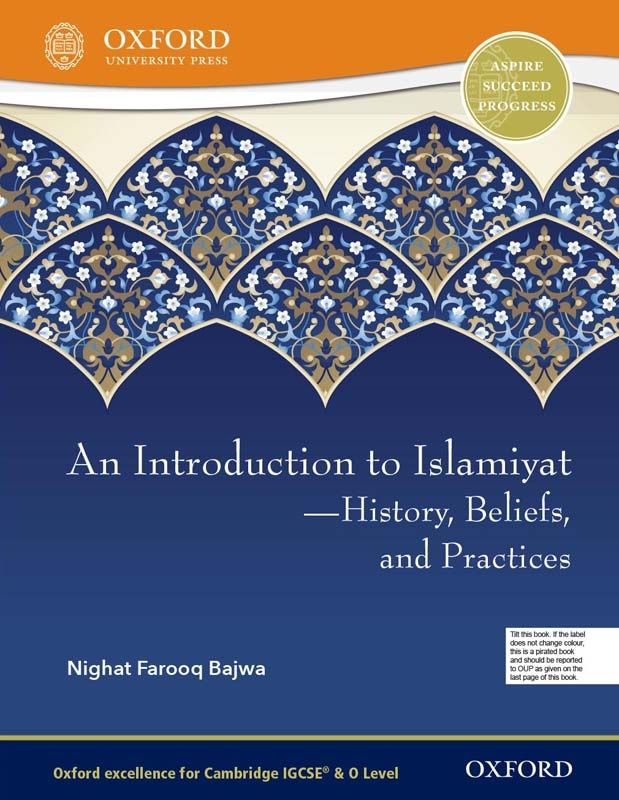 OXFORD
UNIVERSITY PRESS
ASPIRE
SUCCEED
PROGRESS
An Introduction to Islamiyat
—History, Beliefs,
and Practices
Nighat Farooq Bajwa
Tilt this book. If the label
does not change colour,
this is a pirated book
and should be reported
to OUP as given on the
last page of this book.
Oxford excellence for Cambridge IGCSE® & O Level
OXFORD